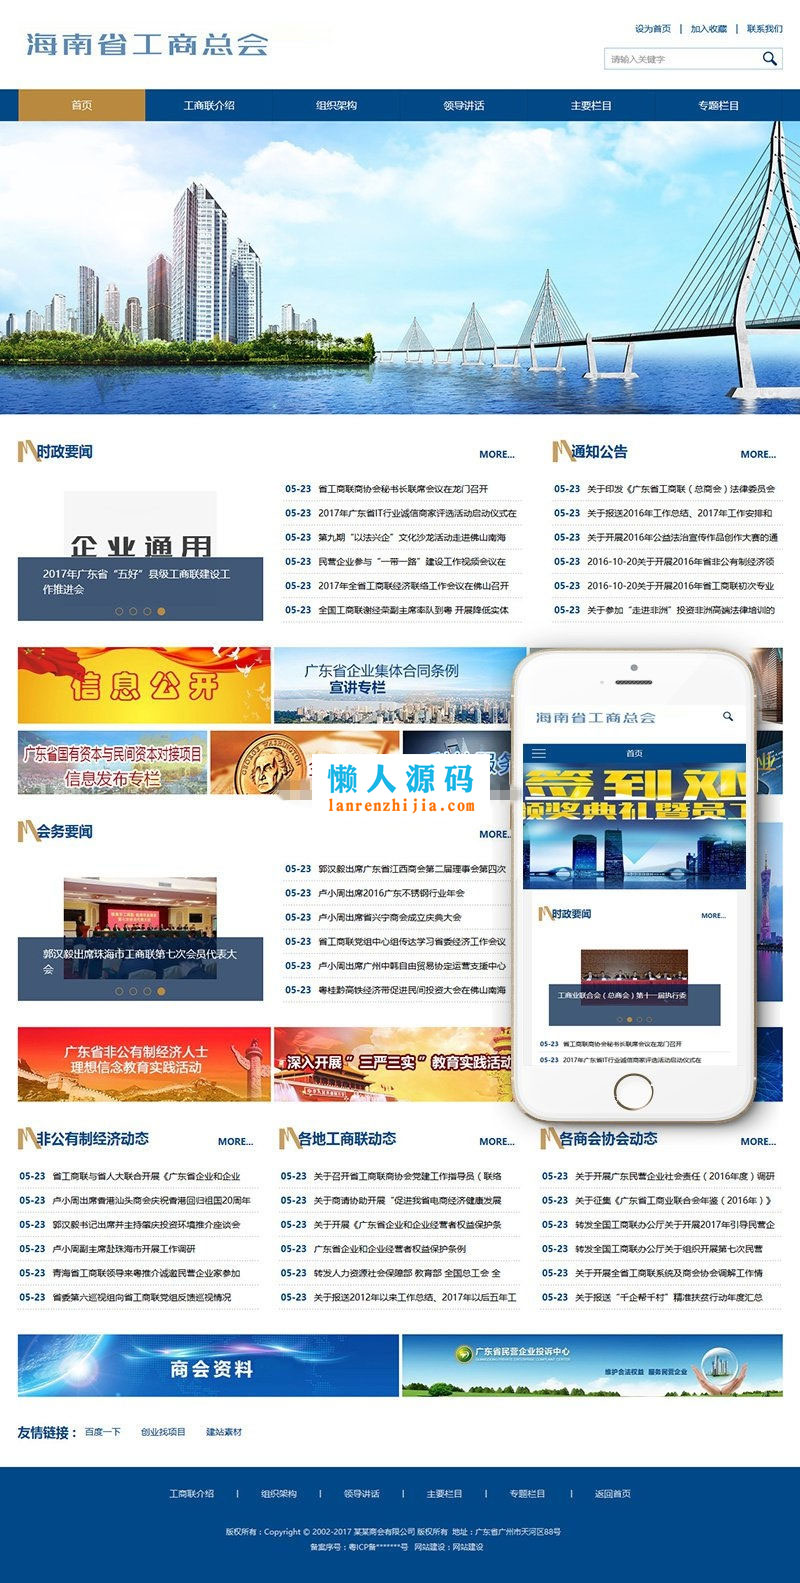 海南省工商总会
设为首页 | 加入收藏 | 联系我们
请输入关键字
首页 工商联介绍 组织架构 领导讲话 主要栏目 专题栏目
时政要闻 MORE...
企业通用
2017年广东省“五好”县级工商联建设工
作推进会
05-23 省工商联商协会秘书长联席会议在龙门召开
05-23 2017年广东省IT行业诚信商家评选活动启动仪式在
05-23 第九期“以法兴企”文化沙龙活动走进佛山南海
05-23 民营企业参与“一带一路”建设工作视频会议在
05-23 2017年全省工商联经济联络工作会议在佛山召开
05-23 全国工商联谢经荣副主席率队到粤 开展降低实体
通知公告 MORE...
05-23 关于印发《广东省工商联（总商会）法律委员会
05-23 关于报送2016年工作总结、2017年工作安排和
05-23 关于开展2016年公益法治宣传作品创作大赛的通
05-23 2016-10-20关于开展2016年省非公有制经济领
05-23 2016-10-20关于开展2016年省工商联初次专业
05-23 关于参加“走进非洲”投资非洲高端法律培训的
信息公开
广东省企业集体合同条例
宣讲专栏
广东省国有资本与民间资本对接项目
信息发布专栏
GEORGE WASHINGTON
服务
业
懒人源码
lanrenzhijia.com
会务要闻 MORE...
郭汉毅出席珠海市工商联第七次会员代表大
会
05-23 郭汉毅出席广东省江西商会第二届理事会第四次
05-23 卢小周出席2016广东不锈钢行业年会
05-23 卢小周出席省兴宁商会成立庆典大会
05-23 省工商联党组中心组传达学习省委经济工作会议
05-23 卢小周出席广州中韩自由贸易协定运营支援中心
05-23 粤桂黔高铁经济带促进民间投资大会在佛山南海
海南省工商总会
首页
签到处
颁奖典礼暨员工
时政要闻 MORE...
工商业联合会（总商会）第十一届执行委
05-23 省工商联商协会秘书长联席会议在龙门召开
05-23 2017年广东省IT行业诚信商家评选活动启动仪式在
广东省非公有制经济人士
理想信念教育实践活动
深入开展“三严三实”教育实践活动
非公有制经济动态 MORE...
05-23 省工商联与省人大联合开展《广东省企业和企业
05-23 卢小周出席香港汕头商会庆祝香港回归祖国20周年
05-23 郭汉毅书记出席并主持肇庆投资环境推介座谈会
05-23 卢小周副主席赴珠海市开展工作调研
05-23 青海省工商联领导来粤推介诚邀民营企业家参加
05-23 省委第六巡视组向省工商联党组反馈巡视情况
各地工商联动态 MORE...
05-23 关于召开省工商联商协会党建工作指导员（联络
05-23 关于商请协助开展“促进我省电商经济健康发展
05-23 关于开展《广东省企业和企业经营者权益保护条
05-23 广东省企业和企业经营者权益保护条例
05-23 转发人力资源社会保障部 教育部 全国总工会 全
05-23 关于报送2012年以来工作总结、2017年以后五年工
各商会协会动态 MORE...
05-23 关于开展广东民营企业社会责任（2016年度）调研
05-23 关于征集《广东省工商业联合会年鉴（2016年）》
05-23 转发全国工商联办公厅关于开展2017年引导民营企
05-23 转发全国工商联办公厅关于组织开展第七次民营
05-23 关于开展全省工商联系统及商会协会调解工作情
05-23 关于报送“千企帮千村”精准扶贫行动年度汇总
商会资料
广东省民营企业投诉中心
GUANGDONG PRIVATE ENTERPRISE COMPLAINT CENTER
维护合法权益 服务民营企业
友情链接： 百度一下 创业找项目 建站素材
工商联介绍 | 组织架构 | 领导讲话 | 主要栏目 | 专题栏目 | 返回首页
版权所有：Copyright © 2002-2017 某某商会有限公司 版权所有 地址：广东省广州市天河区88号
备案序号：粤ICP备*******号 网站建设：网站建设